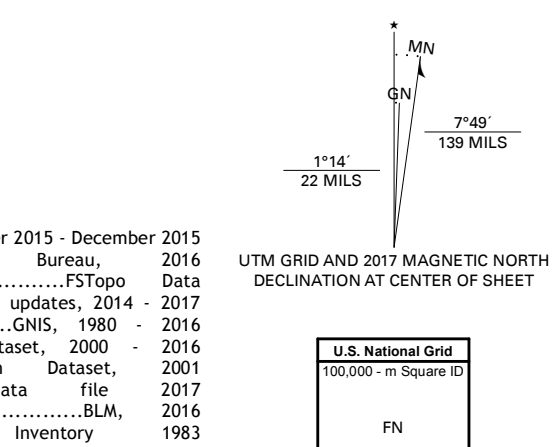 MN
GN
7°49´
139 MILS
1°14´
22 MILS
UTM GRID AND 2017 MAGNETIC NORTH
DECLINATION AT CENTER OF SHEET
2015 - December 2015
Bureau, 2016
..........FSTopo Data
updates, 2014 - 2017
..GNIS, 1980 - 2016
2000 - 2016
Dataset, 2001
file 2017
.............BLM, 2016
Inventory 1983
U.S. National Grid
100,000 - m Square ID
FN